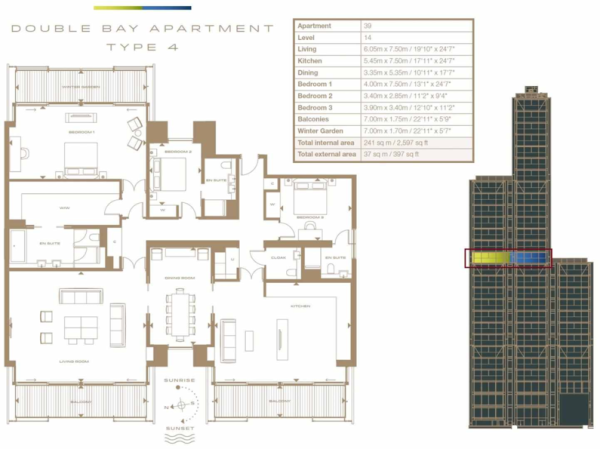 DOUBLE BAY APARTMENT
TYPE 4
Apartment 39
Level 14
Living 6.05m x 7.50m / 19'10" x 24'7"
Kitchen 5.45m x 7.50m / 17'11" x 24'7"
Dining 3.35m x 5.35m / 10'11" x 17'7"
Bedroom 1 4.00m x 7.50m / 13'1" x 24'7"
Bedroom 2 3.40m x 2.85m / 11'2" x 9'4"
Bedroom 3 3.90m x 3.40m / 12'10" x 11'2"
Balconies 7.00m x 1.75m / 22'11" x 5'9"
Winter Garden 7.00m x 1.70m / 22'11" x 5'7"
Total internal area 241 sq m / 2,597 sq ft
Total external area 37 sq m / 397 sq ft
WINTER GARDEN
BEDROOM 1
BEDROOM 3
EN SUITE
BEDROOM 2
EN SUITE
CLOAK
EN SUITE
DINING ROOM
KITCHEN
LIVING ROOM
SUNRISE
N
BALCONY
BALCONY
SUNSET